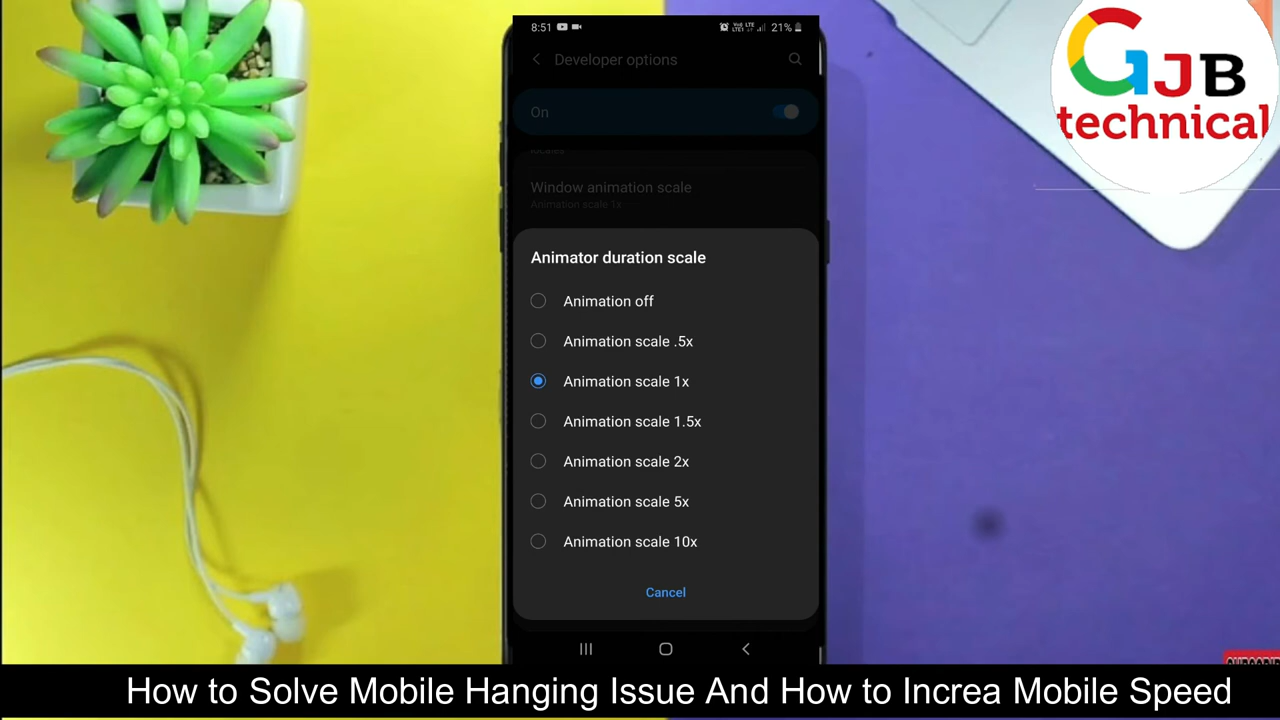 8:51
21%
Developer options
On
locales
Window animation scale
Animation scale 1x
Animator duration scale
Animation off
Animation scale .5x
Animation scale 1x
Animation scale 1.5x
Animation scale 2x
Animation scale 5x
Animation scale 10x
Cancel
GJB
technical
How to Solve Mobile Hanging Issue And How to Increa Mobile Speed